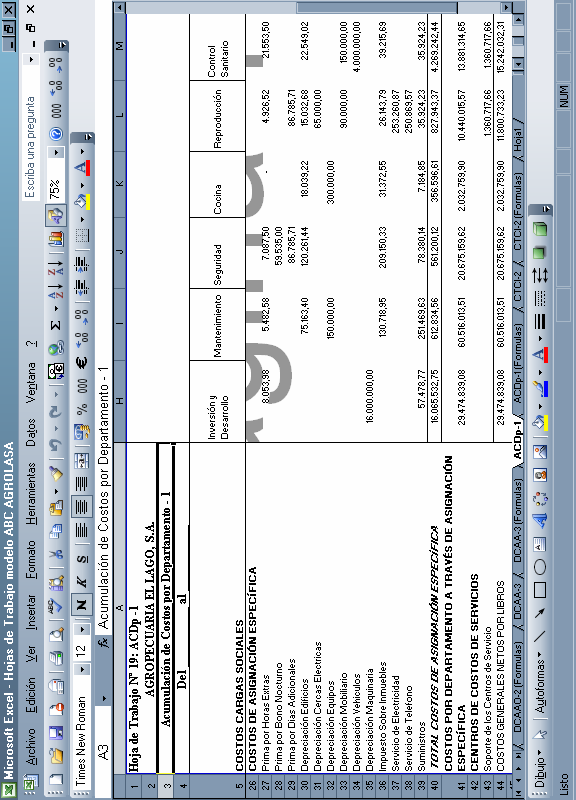 Microsoft Excel - Hojas de Trabajo modelo ABC AGROLASA
Archivo Edición Ver Insertar Formato Herramientas Datos Ventana ? Escriba una pregunta
75%
Times New Roman 12 N K S % 000 €
A3 fx Acumulación de Costos por Departamento - 1
A H I J K L M
1 Hoja de Trabajo N° 19: ACDp -1
2 AGROPECUARIA EL LAGO, S.A.
3 Acumulación de Costos por Departamento - 1
4 Del al
Inversión y Desarrollo Mantenimiento Seguridad Cocina Reproducción Control Sanitario
5 COSTOS CARGAS SOCIALES
26 COSTOS DE ASIGNACIÓN ESPECÍFICA
27 Prima por Horas Extras 8.053,98 5.482,58 7.087,50 - 4.926,52 21.553,50
28 Prima por Bono Nocturno 59.535,00
29 Prima por Dias Adicionales 86.785,71 86.785,71
30 Depreciación Edificios 75.163,40 120.261,44 18.039,22 15.032,68 22.549,02
31 Depreciación Cercas Electricas 65.000,00
32 Depreciación Equipos 150.000,00 300.000,00
33 Depreciación Mobiliario 90.000,00 150.000,00
34 Depreciación Vehiculos 4.000.000,00
35 Depreciación Maquinaria 16.000.000,00
36 Impuesto Sobre Inmuebles 130.718,95 209.150,33 31.372,55 26.143,79 39.215,69
37 Servicio de Electricidad 253.260,87
38 Servicio de Telefono 250.869,57
39 Suministros 57.478,77 251.469,63 78.380,14 7.184,85 35.924,23 35.924,23
40 TOTAL COSTOS DE ASIGNACIÓN ESPECÍFICA 16.065.532,75 612.834,56 561.200,12 356.596,61 827.943,37 4.269.242,44
41 COSTOS POR DEPARTAMENTO A TRAVÉS DE ASIGNACIÓN ESPECÍFICA 29.474.839,08 60.516.013,51 20.675.159,62 2.032.759,90 10.440.015,57 13.881.314,65
42 CENTROS DE COSTOS DE SERVICIOS
43 Soporte de los Centros de Servicio 1.360.717,66 1.360.717,66
44 COSTOS GENERALES NETOS POR LIBROS 29.474.839,08 60.516.013,51 20.675.159,62 2.032.759,90 11.800.733,23 15.242.032,31
DCAAO-2 (Formulas) DCAA-3 DCAA-3 (Formulas) ACDp-1 ACDp-1 (Formulas) CTCI-2 CTCI-2 (Formulas) Hoja1
Dibujo Autoformas
Listo NUM